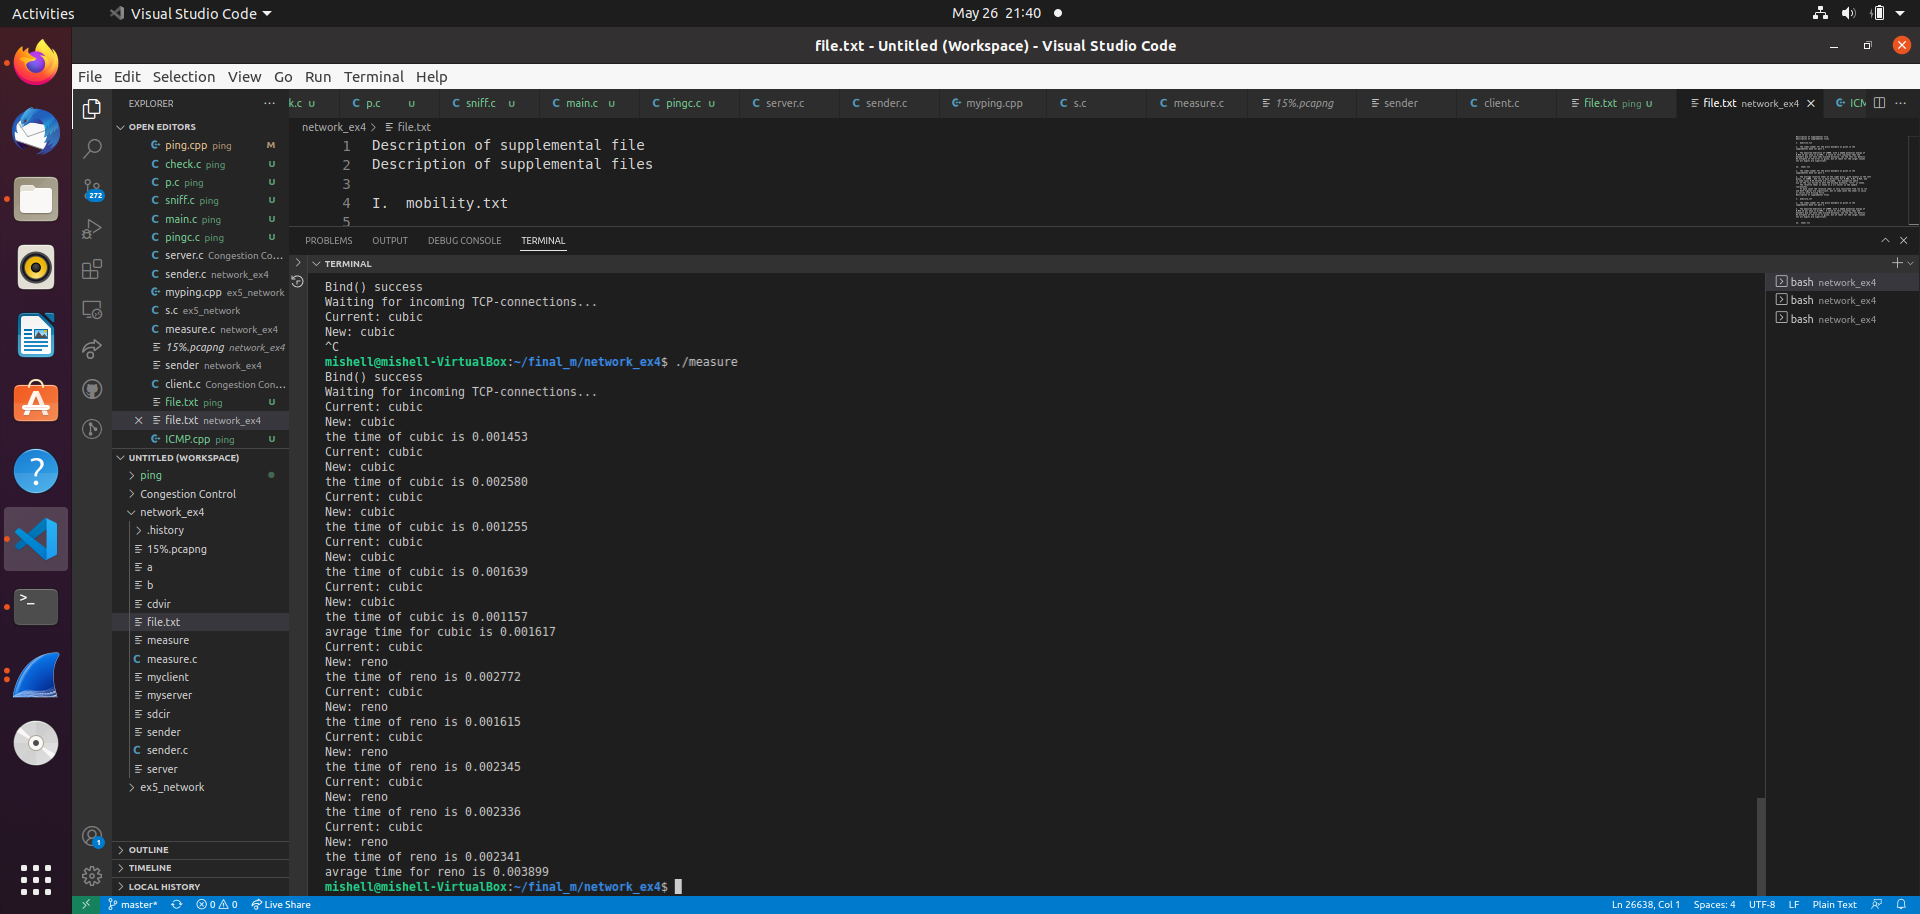 Activities
Visual Studio Code
May 26 21:40
file.txt - Untitled (Workspace) - Visual Studio Code
File Edit Selection View Go Run Terminal Help
EXPLORER
OPEN EDITORS
ping.cpp ping M
check.c ping U
p.c ping U
sniff.c ping U
main.c ping U
pingc.c ping U
server.c Congestion Co...
sender.c network_ex4
myping.cpp ex5_network
s.c ex5_network
measure.c network_ex4
15%.pcapng network_ex4
sender network_ex4
client.c Congestion Con...
file.txt ping U
file.txt network_ex4
ICMP.cpp ping U
UNTITLED (WORKSPACE)
ping
Congestion Control
network_ex4
.history
15%.pcapng
a
b
cdvir
file.txt
measure
measure.c
myclient
myserver
sdcir
sender
sender.c
server
ex5_network
OUTLINE
TIMELINE
LOCAL HISTORY
272
1
k.c U
p.c U
sniff.c U
main.c U
pingc.c U
server.c
sender.c
myping.cpp
s.c
measure.c
15%.pcapng
sender
client.c
file.txt ping U
file.txt network_ex4
ICM
network_ex4 > file.txt
1 Description of supplemental file
2 Description of supplemental files
3
4 I. mobility.txt
5
PROBLEMS OUTPUT DEBUG CONSOLE TERMINAL
TERMINAL
Bind() success
Waiting for incoming TCP-connections...
Current: cubic
New: cubic
^C
mishell@mishell-VirtualBox:~/final_m/network_ex4$ ./measure
Bind() success
Waiting for incoming TCP-connections...
Current: cubic
New: cubic
the time of cubic is 0.001453
Current: cubic
New: cubic
the time of cubic is 0.002580
Current: cubic
New: cubic
the time of cubic is 0.001255
Current: cubic
New: cubic
the time of cubic is 0.001639
Current: cubic
New: cubic
the time of cubic is 0.001157
avrage time for cubic is 0.001617
Current: cubic
New: reno
the time of reno is 0.002772
Current: cubic
New: reno
the time of reno is 0.001615
Current: cubic
New: reno
the time of reno is 0.002345
Current: cubic
New: reno
the time of reno is 0.002336
Current: cubic
New: reno
the time of reno is 0.002341
avrage time for reno is 0.003899
mishell@mishell-VirtualBox:~/final_m/network_ex4$
bash network_ex4
bash network_ex4
bash network_ex4
master* 0 0 Live Share
Ln 26638, Col 1 Spaces: 4 UTF-8 LF Plain Text